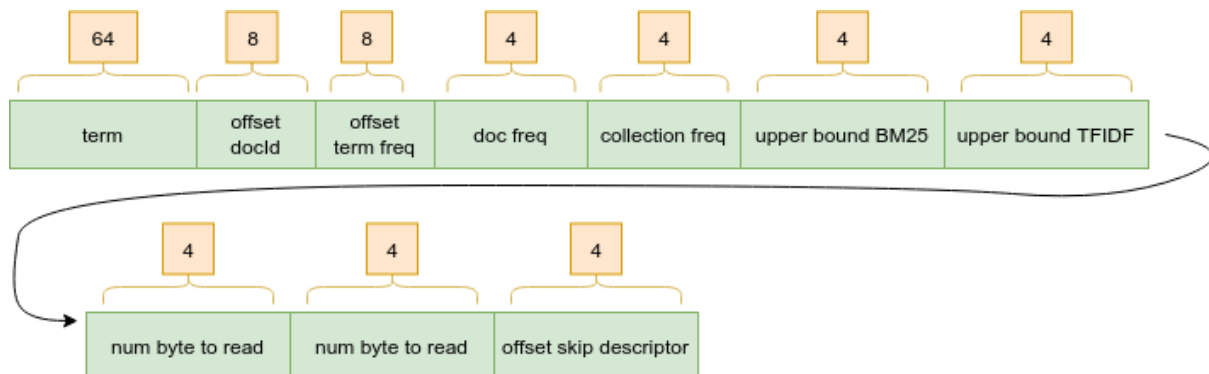 64 8 8 4 4 4 4
term
offset
docId
offset
term freq
doc freq
collection freq
upper bound BM25
upper bound TFIDF
4 4 4
num byte to read
num byte to read
offset skip descriptor